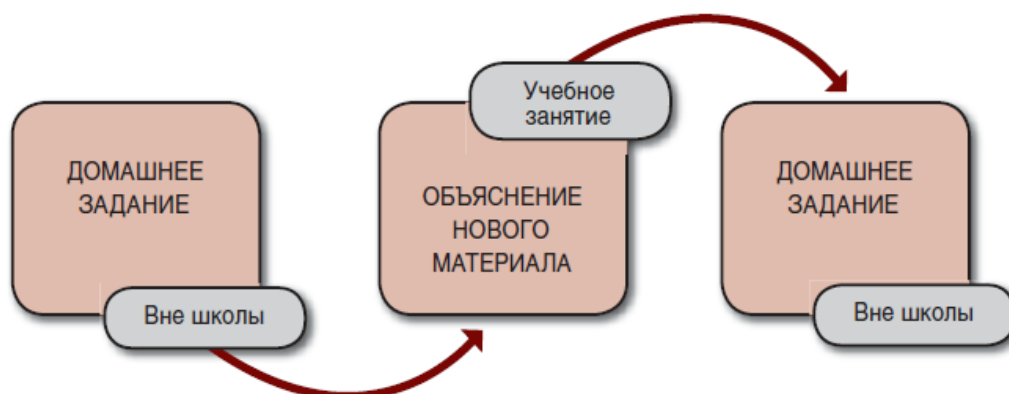 ДОМАШНЕЕ
ЗАДАНИЕ
Вне школы
Учебное
занятие
ОБЪЯСНЕНИЕ
НОВОГО
МАТЕРИАЛА
ДОМАШНЕЕ
ЗАДАНИЕ
Вне школы